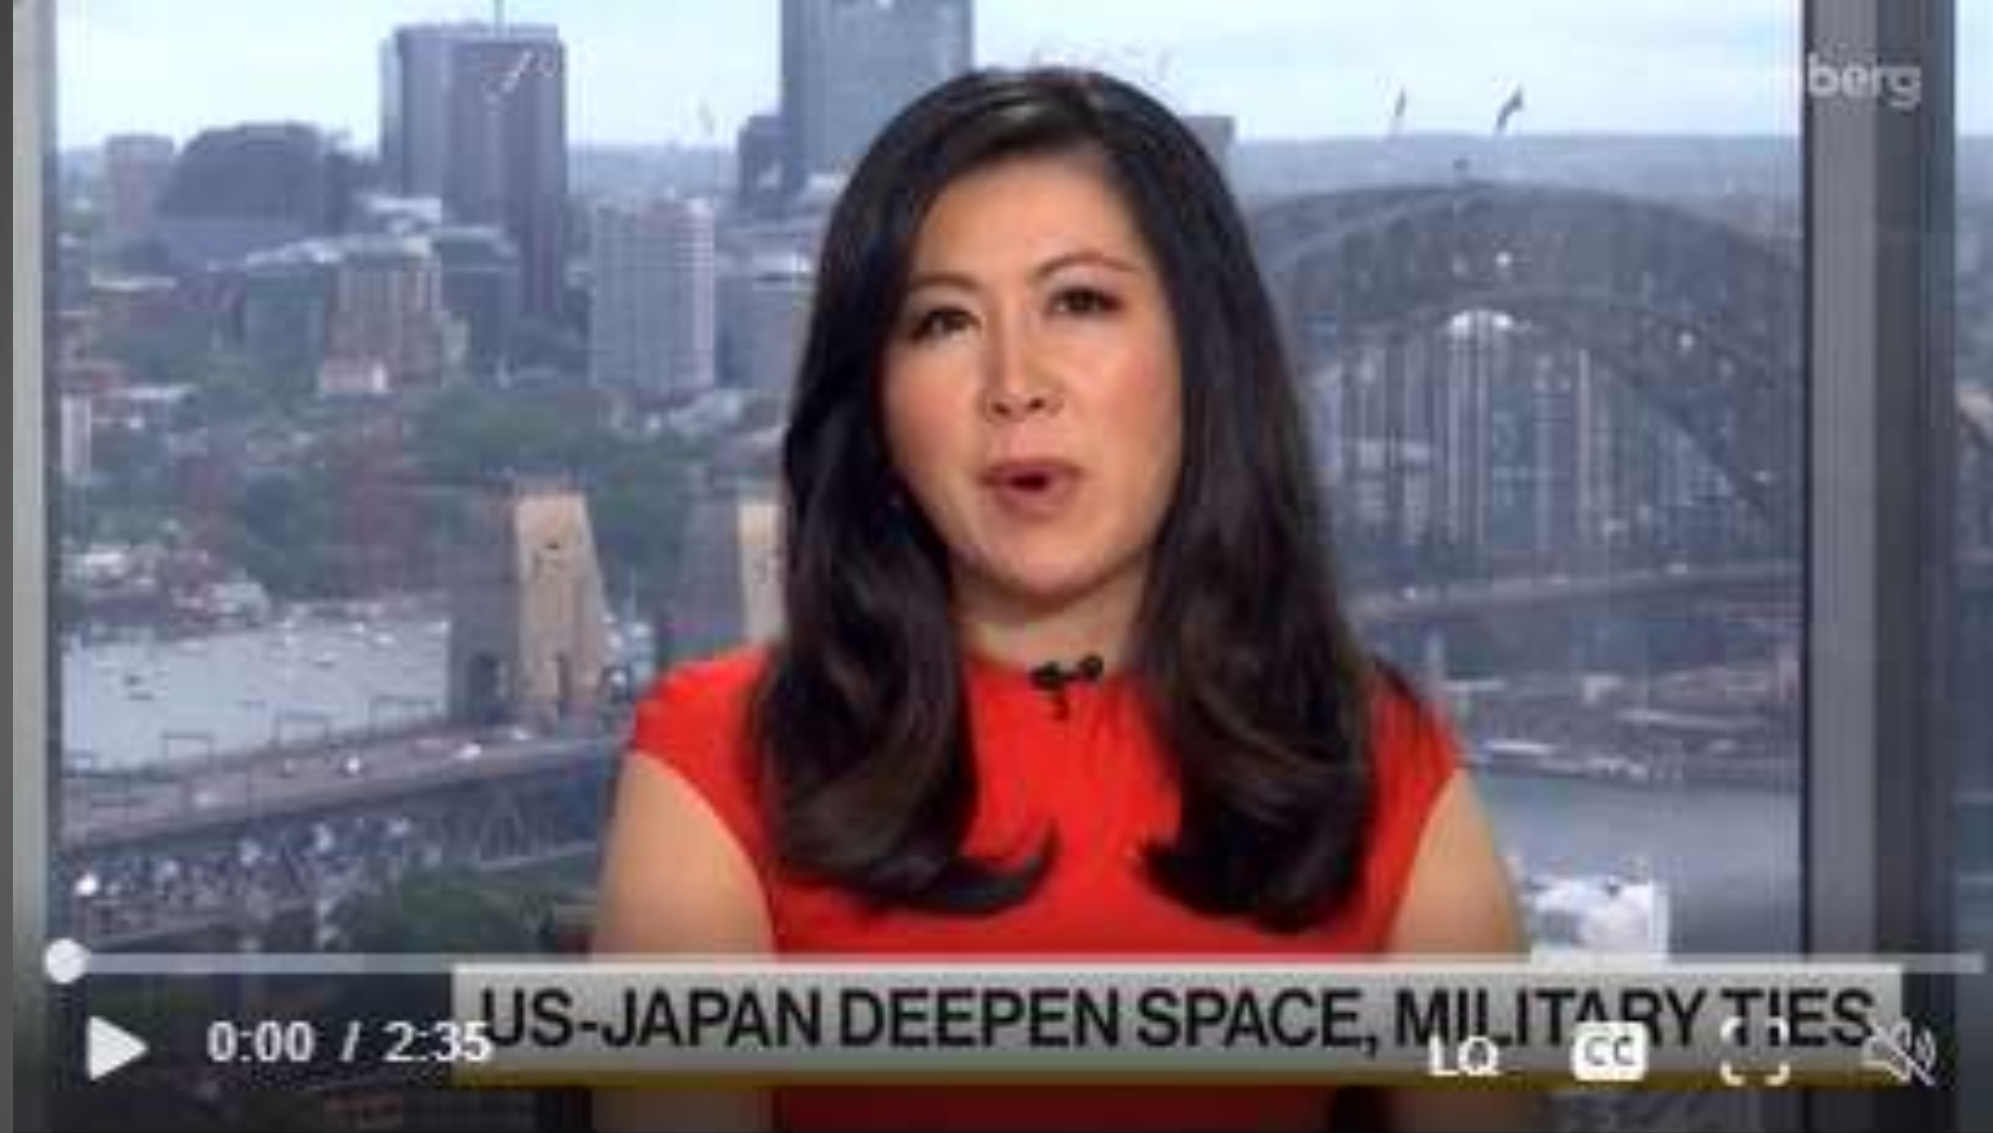 berg
US-JAPAN DEEPEN SPACE, MILITARY TIES
0:00 / 2:35
LQ
CC